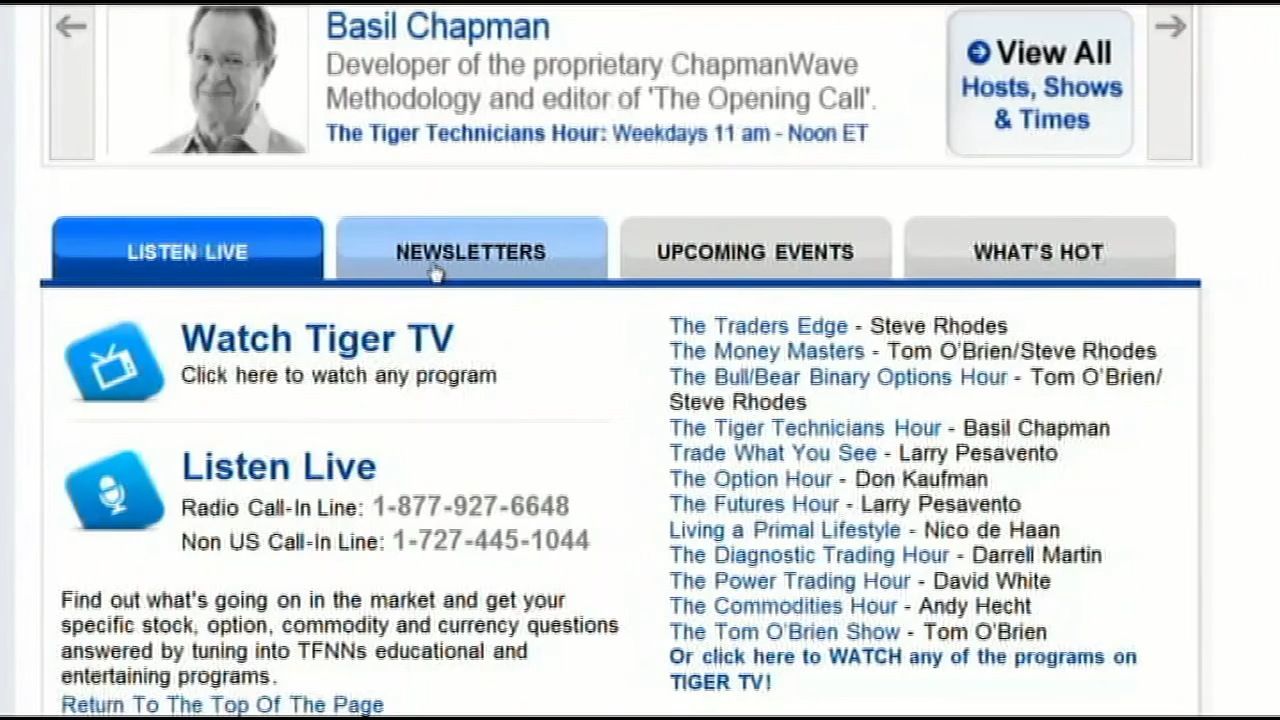 Basil Chapman
Developer of the proprietary ChapmanWave
Methodology and editor of 'The Opening Call'.
The Tiger Technicians Hour: Weekdays 11 am - Noon ET
View All
Hosts, Shows
& Times
LISTEN LIVE
NEWSLETTERS
UPCOMING EVENTS
WHAT'S HOT
Watch Tiger TV
Click here to watch any program
Listen Live
Radio Call-In Line: 1-877-927-6648
Non US Call-In Line: 1-727-445-1044
Find out what's going on in the market and get your
specific stock, option, commodity and currency questions
answered by tuning into TFNNs educational and
entertaining programs.
Return To The Top Of The Page
The Traders Edge - Steve Rhodes
The Money Masters - Tom O'Brien/Steve Rhodes
The Bull/Bear Binary Options Hour - Tom O'Brien/
Steve Rhodes
The Tiger Technicians Hour - Basil Chapman
Trade What You See - Larry Pesavento
The Option Hour - Don Kaufman
The Futures Hour - Larry Pesavento
Living a Primal Lifestyle - Nico de Haan
The Diagnostic Trading Hour - Darrell Martin
The Power Trading Hour - David White
The Commodities Hour - Andy Hecht
The Tom O'Brien Show - Tom O'Brien
Or click here to WATCH any of the programs on
TIGER TV!